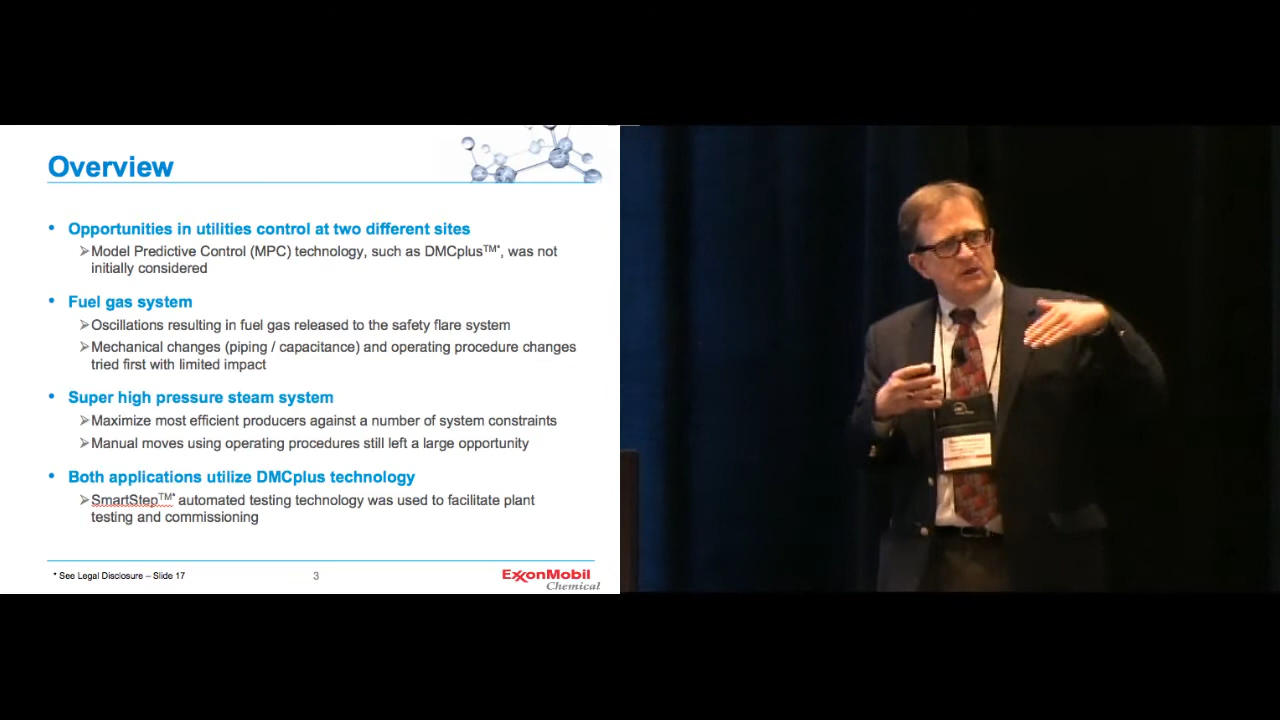 Overview
• Opportunities in utilities control at two different sites
➢Model Predictive Control (MPC) technology, such as DMCplus™*, was not
initially considered
• Fuel gas system
➢Oscillations resulting in fuel gas released to the safety flare system
➢Mechanical changes (piping / capacitance) and operating procedure changes
tried first with limited impact
• Super high pressure steam system
➢Maximize most efficient producers against a number of system constraints
➢Manual moves using operating procedures still left a large opportunity
• Both applications utilize DMCplus technology
➢SmartStep™* automated testing technology was used to facilitate plant
testing and commissioning
* See Legal Disclosure – Slide 17
3
ExxonMobil
Chemical